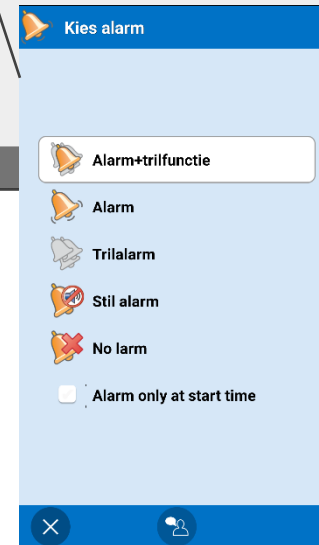 Kies alarm
Alarm+trilfunctie
Alarm
Trilalarm
Stil alarm
No larm
Alarm only at start time